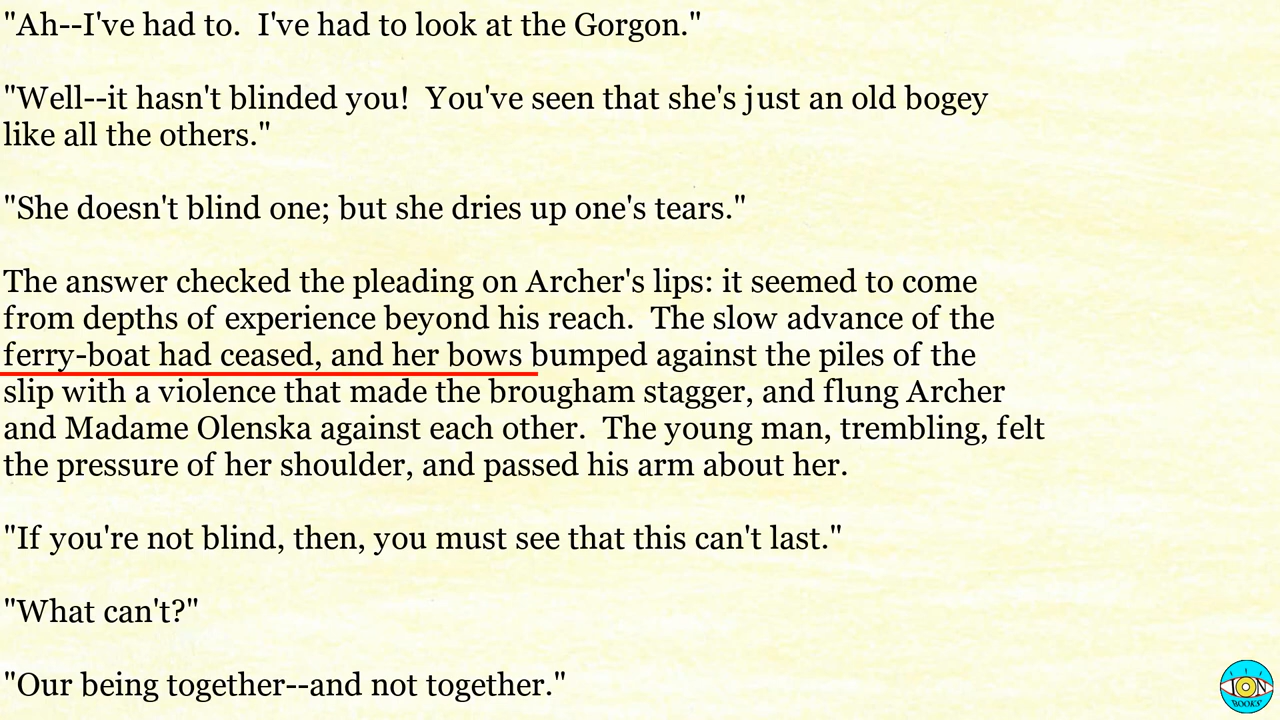 "Ah--I've had to.  I've had to look at the Gorgon."
"Well--it hasn't blinded you!  You've seen that she's just an old bogey
like all the others."
"She doesn't blind one; but she dries up one's tears."
The answer checked the pleading on Archer's lips: it seemed to come
from depths of experience beyond his reach.  The slow advance of the
ferry-boat had ceased, and her bows bumped against the piles of the
slip with a violence that made the brougham stagger, and flung Archer
and Madame Olenska against each other.  The young man, trembling, felt
the pressure of her shoulder, and passed his arm about her.
"If you're not blind, then, you must see that this can't last."
"What can't?"
"Our being together--and not together."
ION
BOOKS